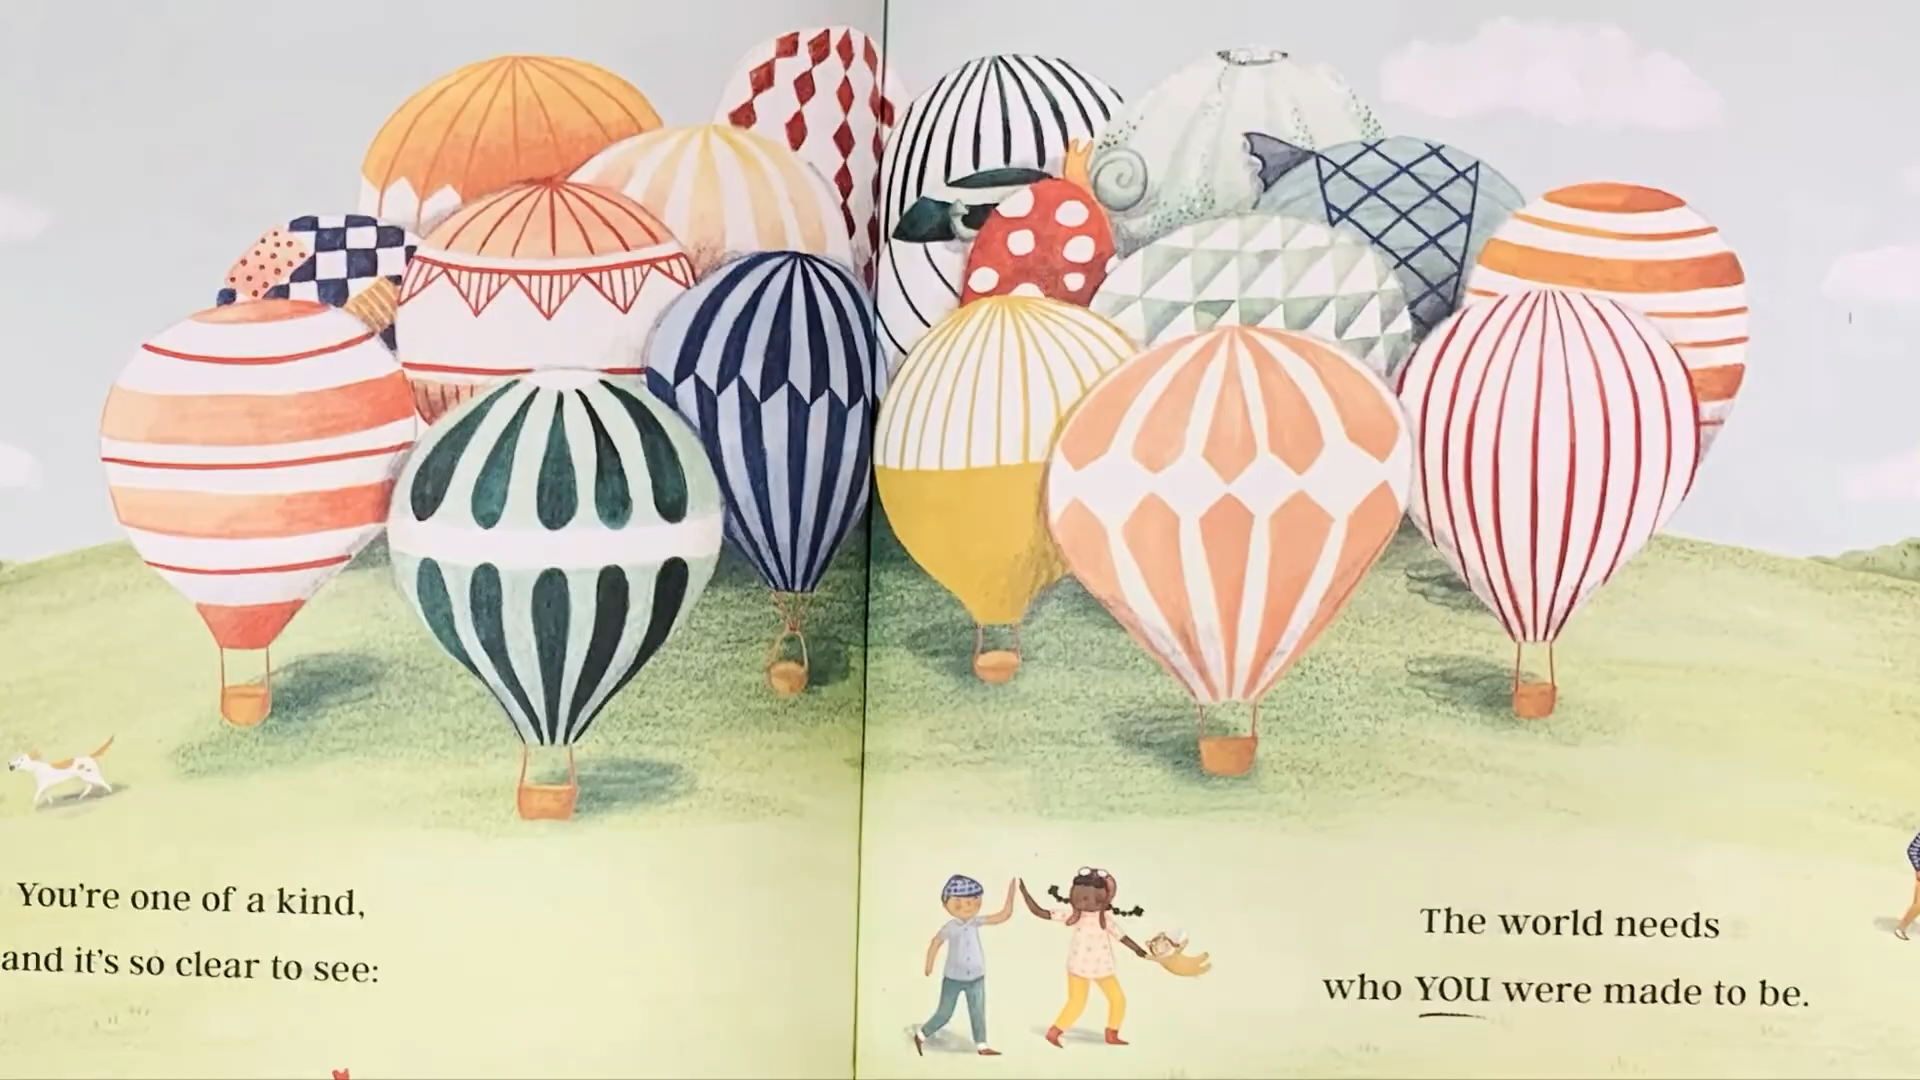 You're one of a kind,
and it's so clear to see:
The world needs
who YOU were made to be.